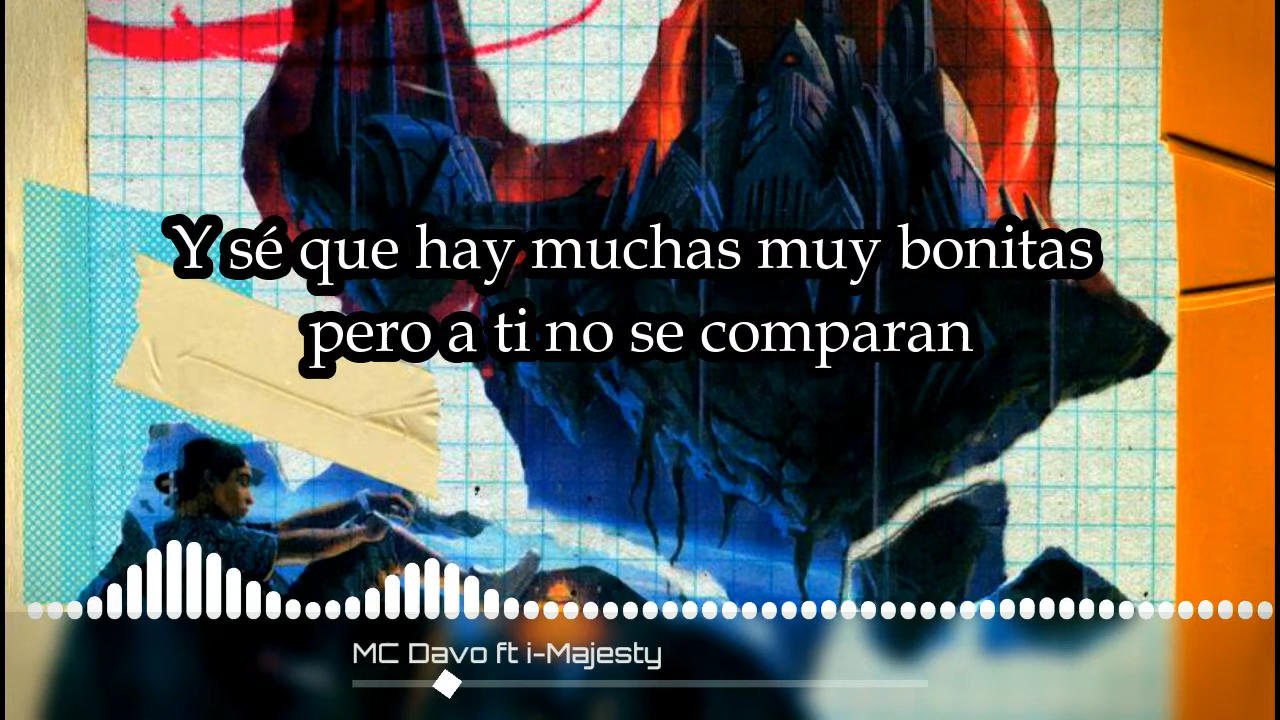 Y sé que hay muchas muy bonitas
pero a ti no se comparan
MC Davo ft i-Majesty